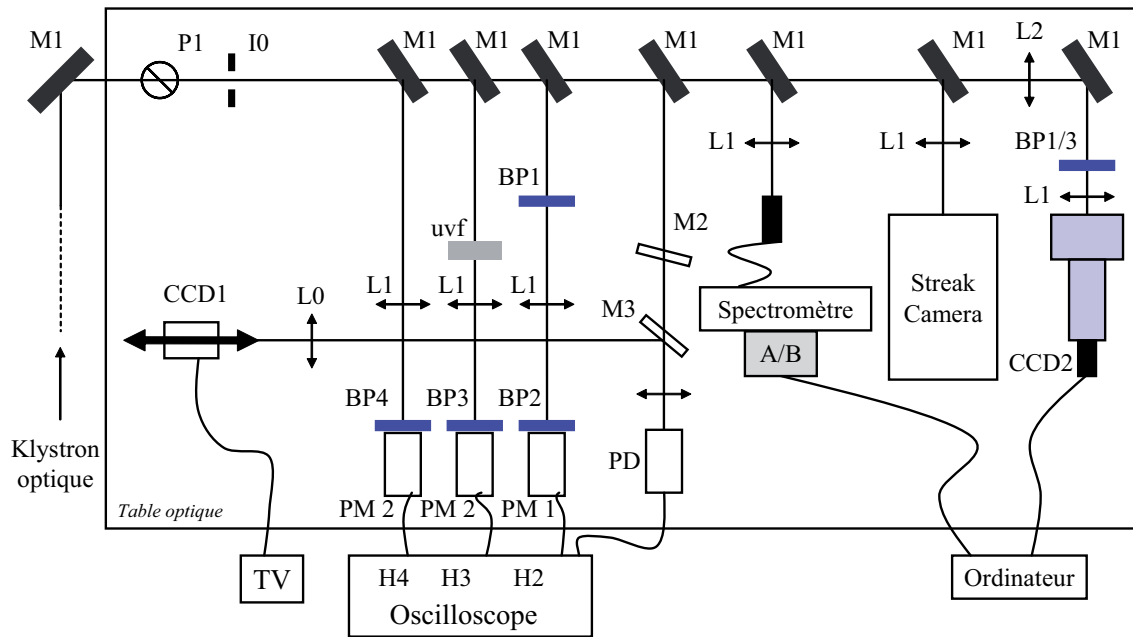 M1 P1 I0 M1 M1 M1 M1 M1 M1 L2 M1
L1 L1 BP1/3
BP1 L1
uvf M2
CCD1 L0 L1 L1 L1 M3
Spectromètre
Streak
Camera
A/B
CCD2
BP4 BP3 BP2
Klystron
optique
PD
Table optique
PM 2 PM 2 PM 1
TV
H4 H3 H2
Oscilloscope
Ordinateur